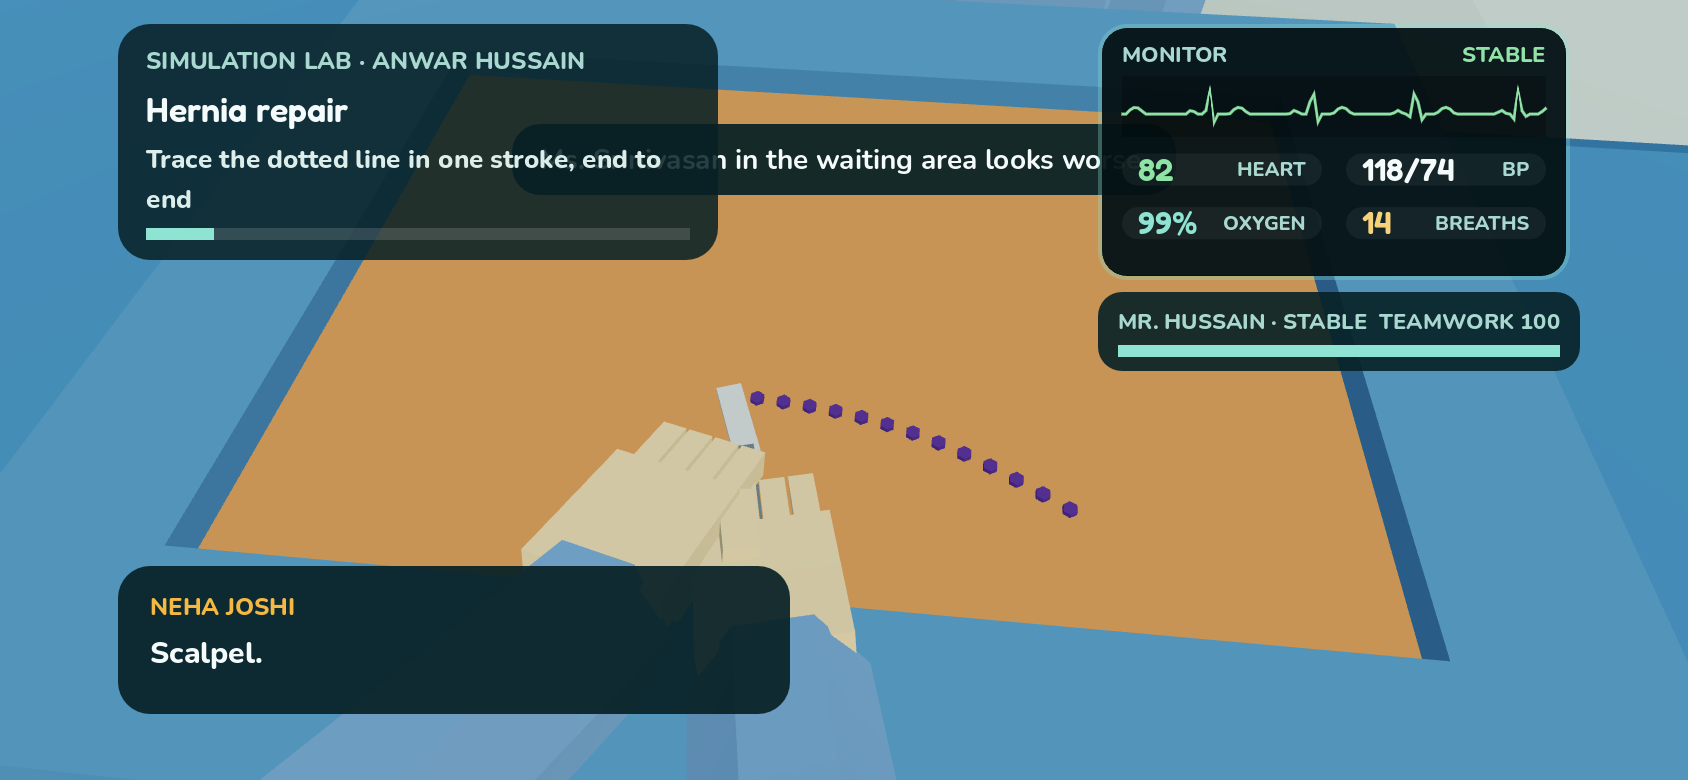 SIMULATION LAB · ANWAR HUSSAIN
Hernia repair
Trace the dotted line in one stroke, end to
end
in the waiting area looks
MONITOR
STABLE
82 HEART
118/74 BP
99% OXYGEN
14 BREATHS
MR. HUSSAIN · STABLE TEAMWORK 100
NEHA JOSHI
Scalpel.